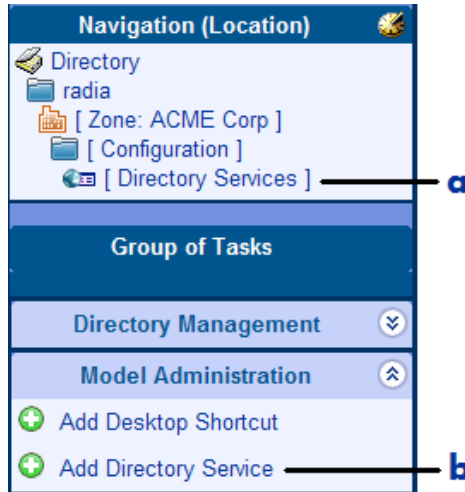 Navigation (Location)
Directory
radia
[ Zone: ACME Corp ]
[ Configuration ]
[ Directory Services ] a
Group of Tasks
Directory Management
Model Administration
Add Desktop Shortcut
Add Directory Service b